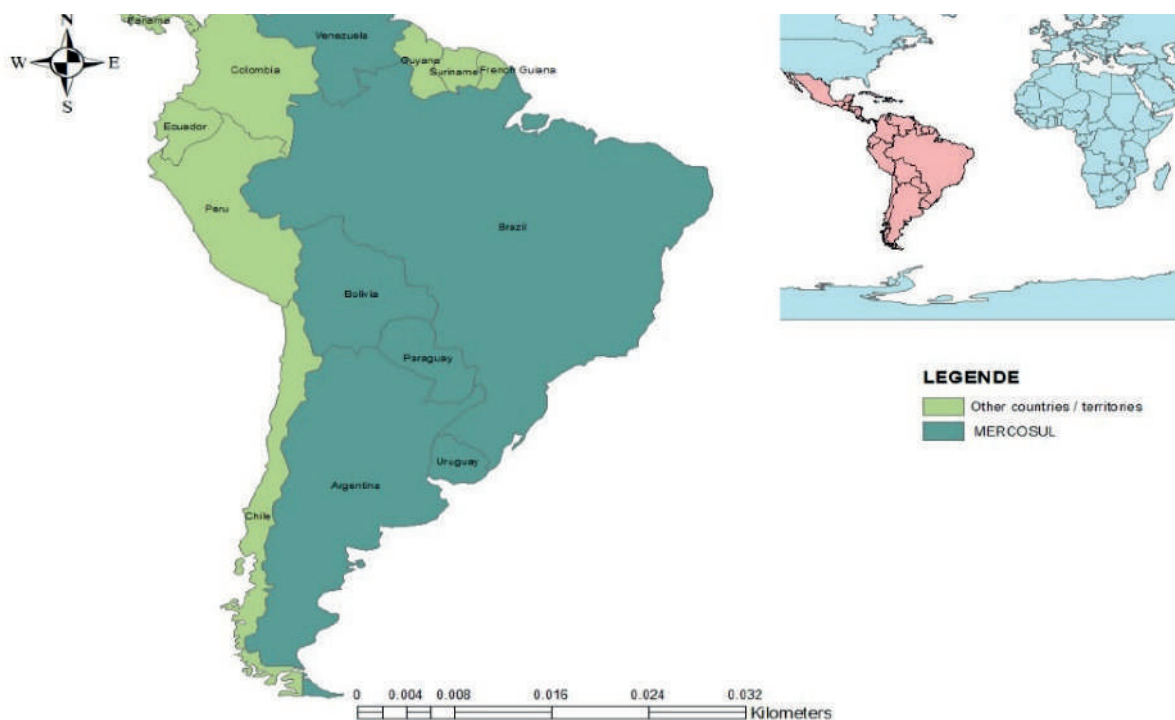 N
W E
S
Panama
Venezuela
Colombia
Guyana
Suriname
French Guiana
Ecuador
Peru
Brazil
Bolivia
Paraguay
Uruguay
Argentina
Chile
LEGENDE
Other countries / territories
MERCOSUL
0 0.004 0.008 0.016 0.024 0.032
Kilometers